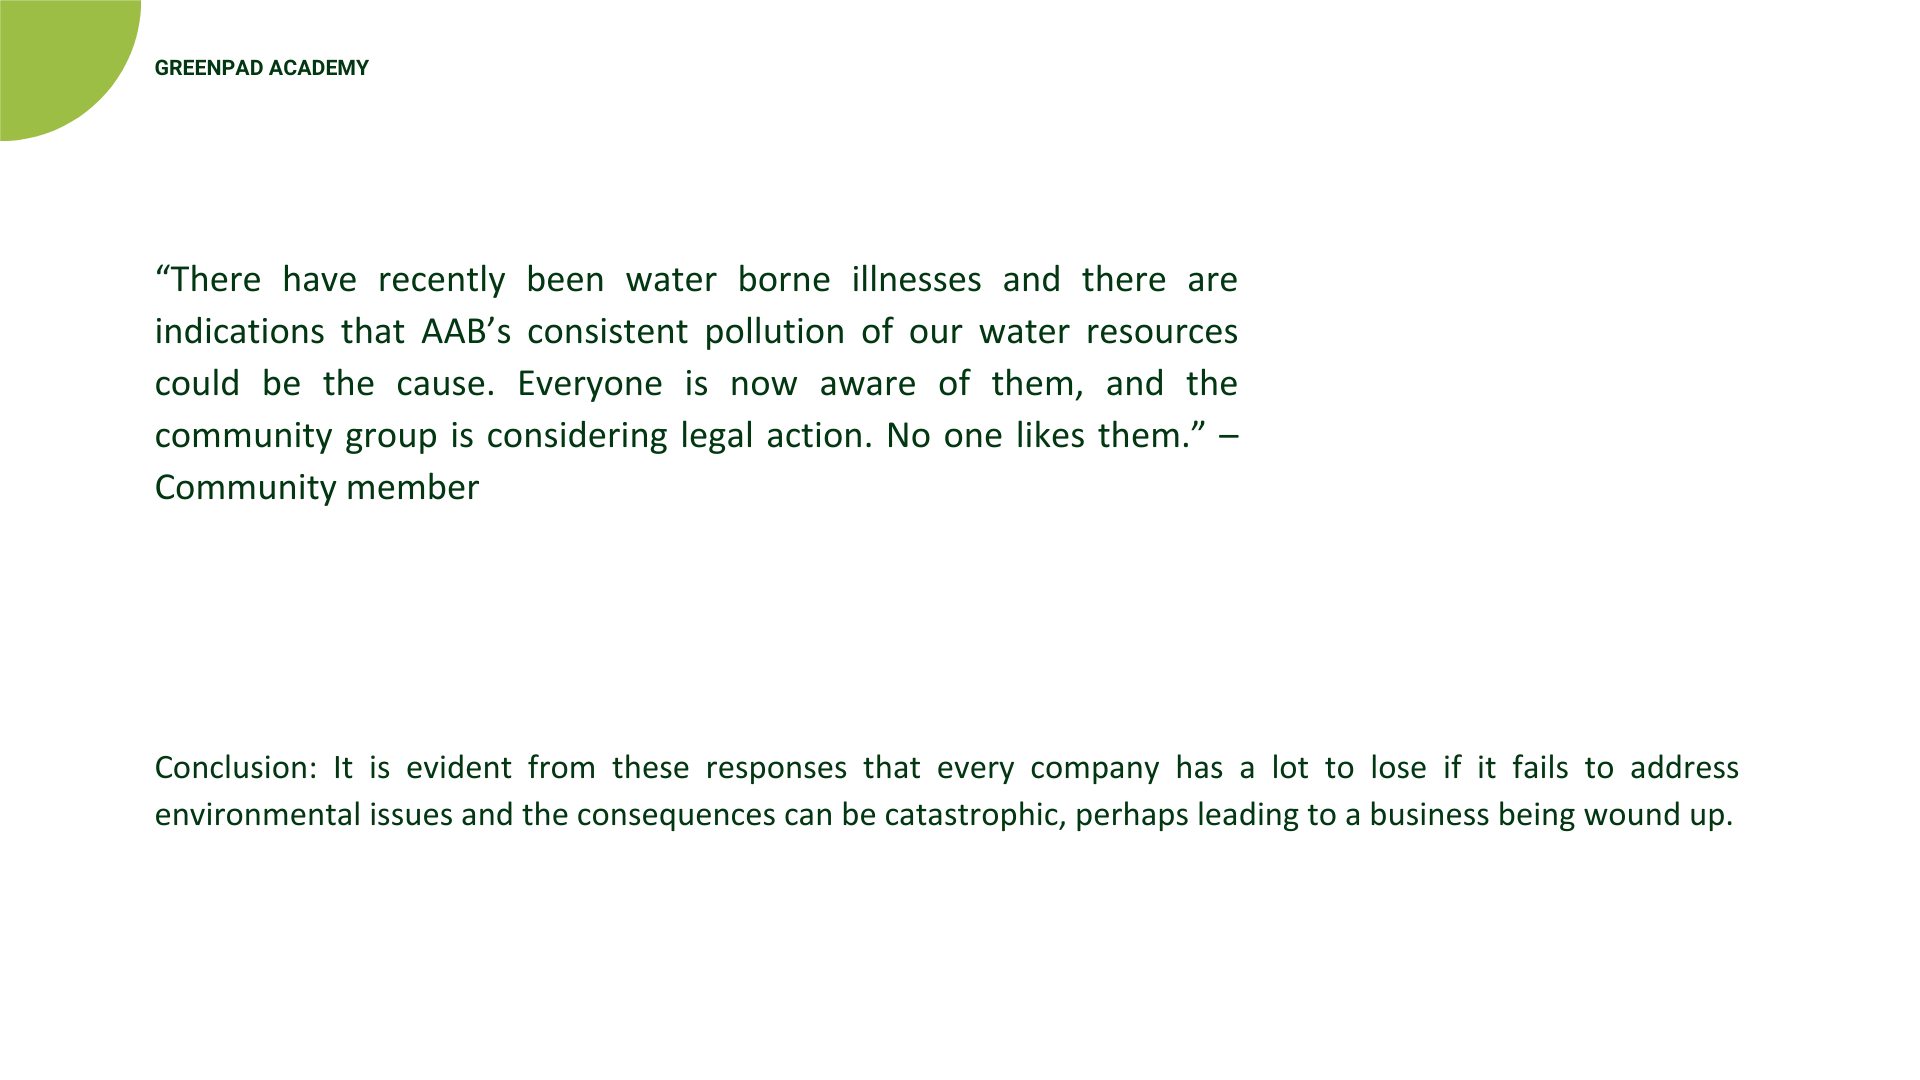 GREENPAD ACADEMY
“There have recently been water borne illnesses and there are
indications that AAB’s consistent pollution of our water resources
could be the cause. Everyone is now aware of them, and the
community group is considering legal action. No one likes them.” –
Community member
Conclusion: It is evident from these responses that every company has a lot to lose if it fails to address
environmental issues and the consequences can be catastrophic, perhaps leading to a business being wound up.